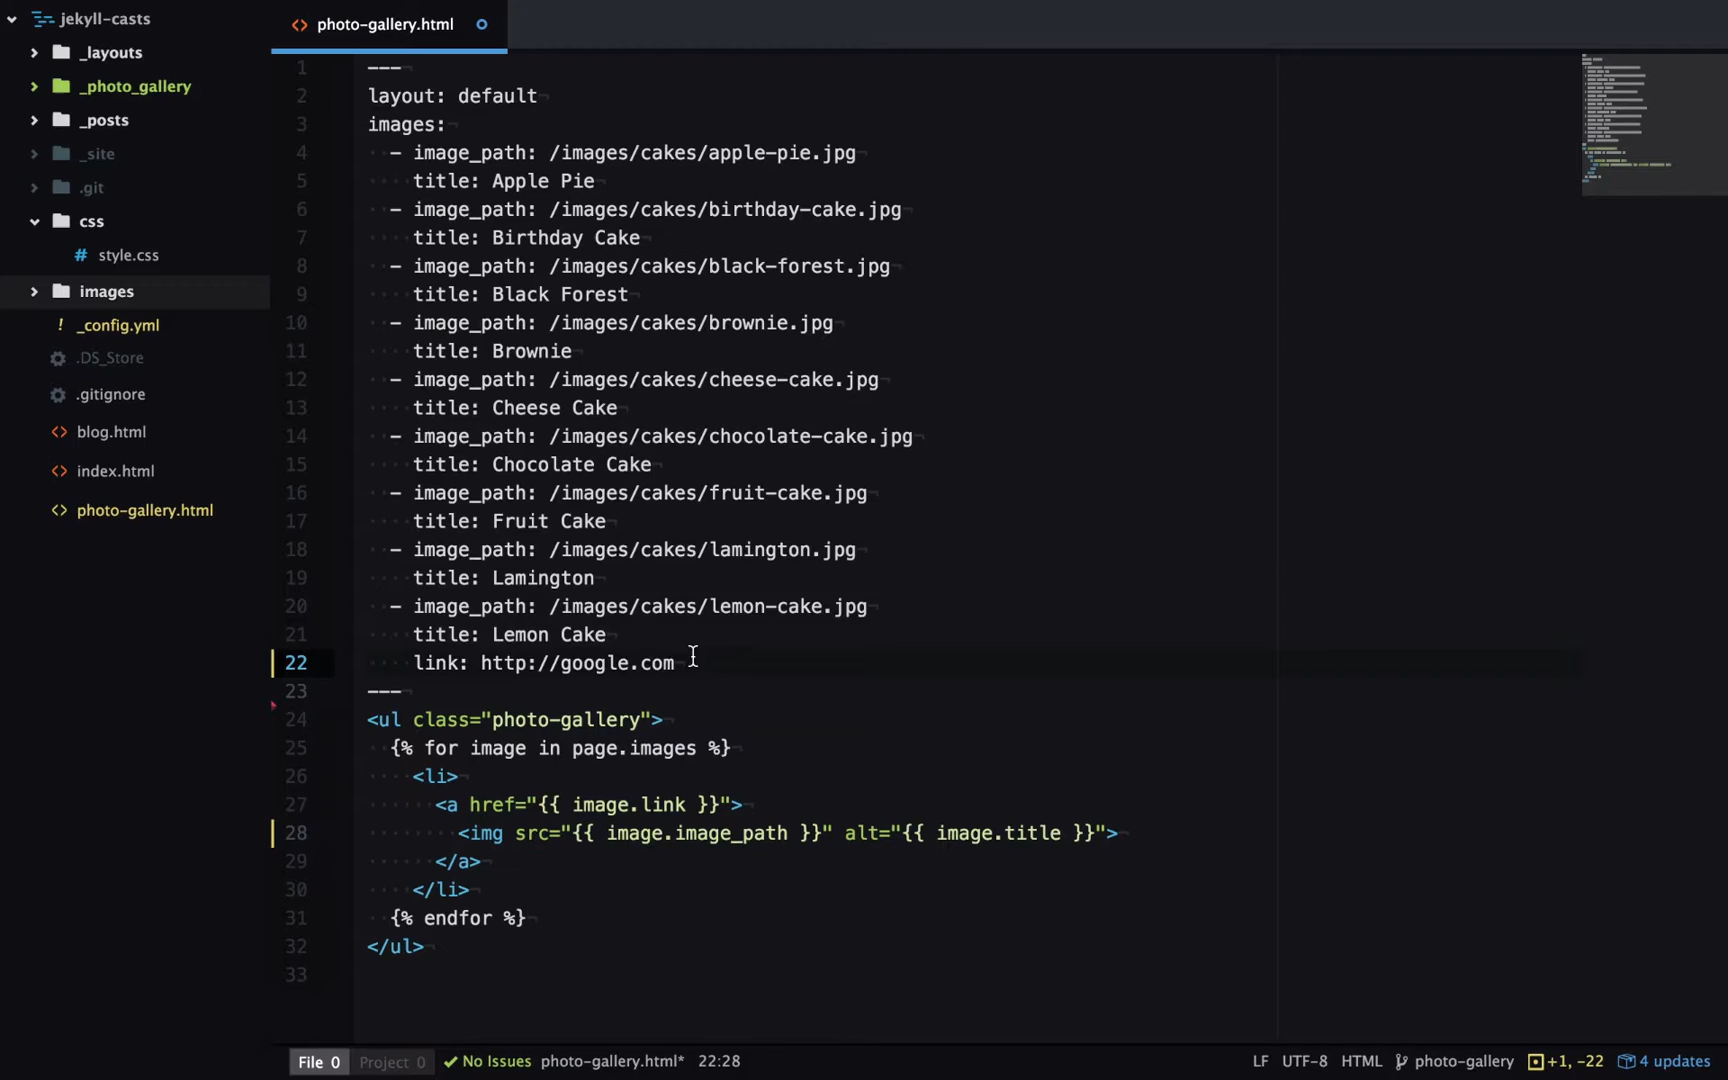 jekyll-casts
_layouts
_photo_gallery
_posts
_site
.git
css
# style.css
images
! _config.yml
.DS_Store
.gitignore
<> blog.html
<> index.html
<> photo-gallery.html
<> photo-gallery.html
1 ---
2 layout: default
3 images:
4 - image_path: /images/cakes/apple-pie.jpg
5 title: Apple Pie
6 - image_path: /images/cakes/birthday-cake.jpg
7 title: Birthday Cake
8 - image_path: /images/cakes/black-forest.jpg
9 title: Black Forest
10 - image_path: /images/cakes/brownie.jpg
11 title: Brownie
12 - image_path: /images/cakes/cheese-cake.jpg
13 title: Cheese Cake
14 - image_path: /images/cakes/chocolate-cake.jpg
15 title: Chocolate Cake
16 - image_path: /images/cakes/fruit-cake.jpg
17 title: Fruit Cake
18 - image_path: /images/cakes/lamington.jpg
19 title: Lamington
20 - image_path: /images/cakes/lemon-cake.jpg
21 title: Lemon Cake
22 link: http://google.com
23 ---
24 <ul class="photo-gallery">
25 {% for image in page.images %}
26 <li>
27 <a href="{{ image.link }}">
28 <img src="{{ image.image_path }}" alt="{{ image.title }}">
29 </a>
30 </li>
31 {% endfor %}
32 </ul>
33
File 0 Project 0 No Issues photo-gallery.html* 22:28 LF UTF-8 HTML photo-gallery +1, -22 4 updates